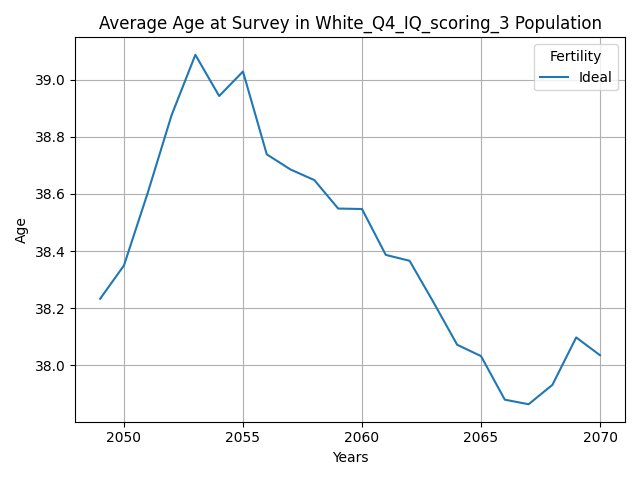 Average Age at Survey in White_Q4_IQ_scoring_3 Population
Fertility
Ideal
39.0
38.8
38.6
38.4
38.2
38.0
Age
2050 2055 2060 2065 2070
Years